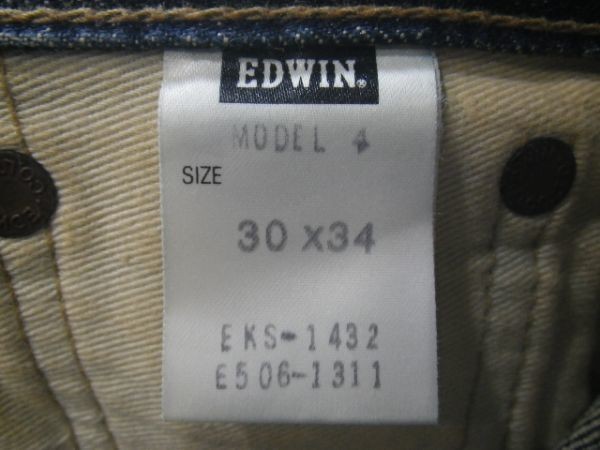 EDWIN®
MODEL 4
SIZE
30 x34
EKS-1432
E506-1311